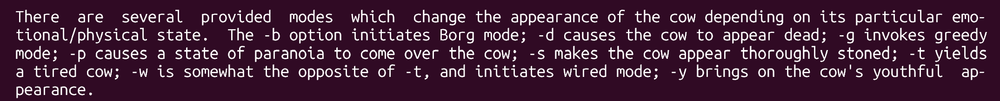 There  are  several  provided  modes  which  change the appearance of the cow depending on its particular emo-
tional/physical state.  The -b option initiates Borg mode; -d causes the cow to appear dead; -g invokes greedy
mode; -p causes a state of paranoia to come over the cow; -s makes the cow appear thoroughly stoned; -t yields
a tired cow; -w is somewhat the opposite of -t, and initiates wired mode; -y brings on the cow's youthful  ap-
pearance.